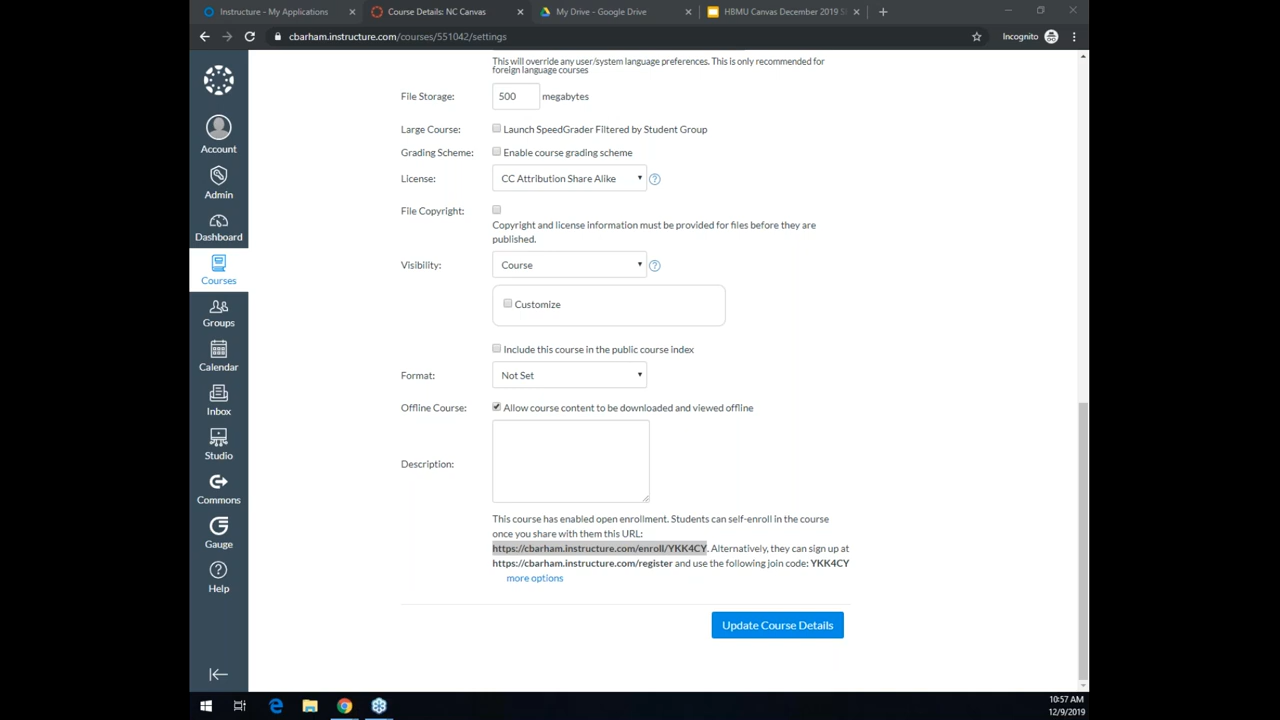 Instructure - My Applications
Course Details: NC Canvas
My Drive - Google Drive
HBMU Canvas December 2019
cbarham.instructure.com/courses/551042/settings
Incognito
This will override any user/system language preferences. This is only recommended for
foreign language courses
File Storage: 500 megabytes
Large Course: Launch SpeedGrader Filtered by Student Group
Grading Scheme: Enable course grading scheme
License: CC Attribution Share Alike ?
File Copyright:
Copyright and license information must be provided for files before they are
published.
Visibility: Course ?
Customize
Include this course in the public course index
Format: Not Set
Offline Course: Allow course content to be downloaded and viewed offline
Description:
This course has enabled open enrollment. Students can self-enroll in the course
once you share with them this URL:
https://cbarham.instructure.com/enroll/YKK4CY. Alternatively, they can sign up at
https://cbarham.instructure.com/register and use the following join code: YKK4CY
more options
Update Course Details
Account
Admin
Dashboard
Courses
Groups
Calendar
Inbox
Studio
Commons
Gauge
Help
10:57 AM
12/9/2019